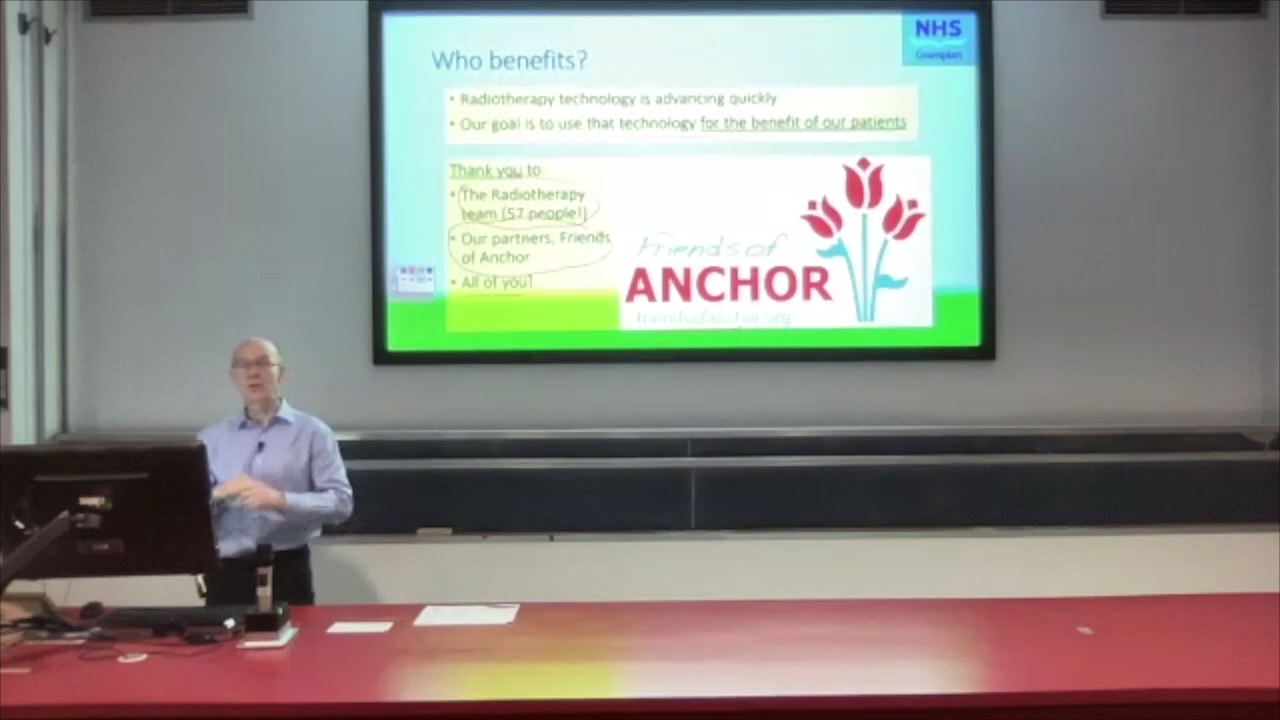 NHS
Grampian
Who benefits?
• Radiotherapy technology is advancing quickly
• Our goal is to use that technology for the benefit of our patients
Thank you to
• The Radiotherapy
team (57 people!)
• Our partners, Friends
of Anchor
• All of you!
Friends of
ANCHOR